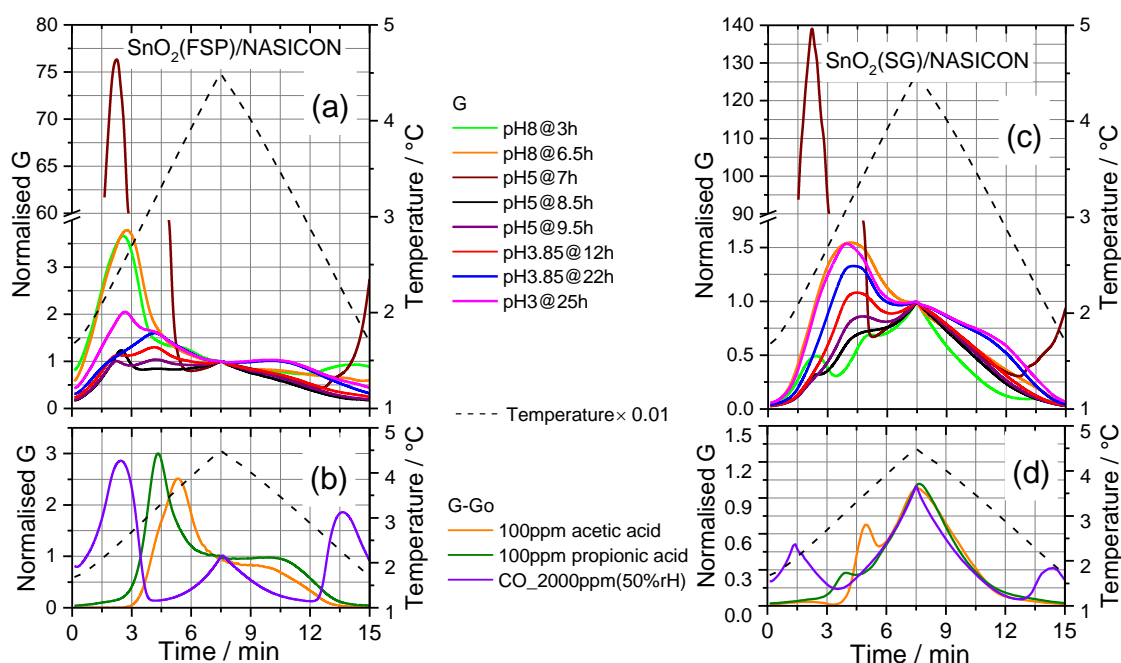 SnO2(FSP)/NASICON
(a)
80
75
70
65
60
3
2
1
0
Normalised G
5
4
3
2
1
Temperature / °C
(b)
3
2
1
0
Normalised G
5
4
3
2
1
Temperature / °C
0
3
6
9
12
15
Time / min
G
pH8@3h
pH8@6.5h
pH5@7h
pH5@8.5h
pH5@9.5h
pH3.85@12h
pH3.85@22h
pH3@25h
Temperature× 0.01
G-Go
100ppm acetic acid
100ppm propionic acid
CO_2000ppm(50%rH)
SnO2(SG)/NASICON
(c)
140
130
120
110
100
90
1.5
1.0
0.5
0.0
Normalised G
5
4
3
2
1
Temperature / °C
(d)
1.5
1.2
0.9
0.6
0.3
0.0
Normalised G
5
4
3
2
1
Temperature / °C
0
3
6
9
12
15
Time / min